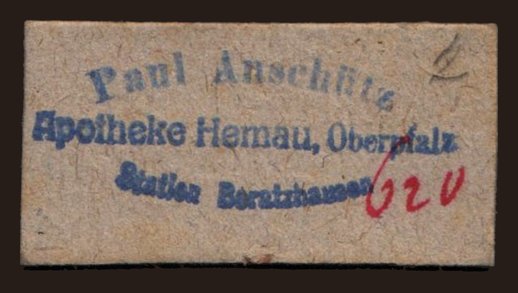 Paul Anschütz
Apotheke Hemau, Oberpfalz
Station Beratzhausen
620